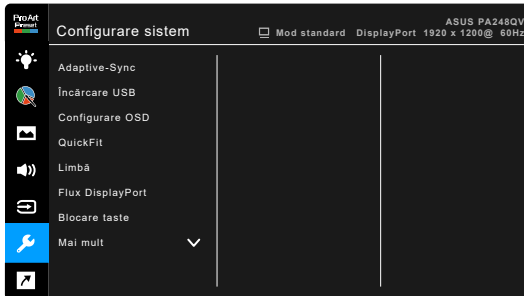 ProArt
Preset
Configurare sistem
ASUS PA248QV
Mod standard DisplayPort 1920 x 1200@ 60Hz
Adaptive-Sync
Încărcare USB
Configurare OSD
QuickFit
Limbă
Flux DisplayPort
Blocare taste
Mai mult